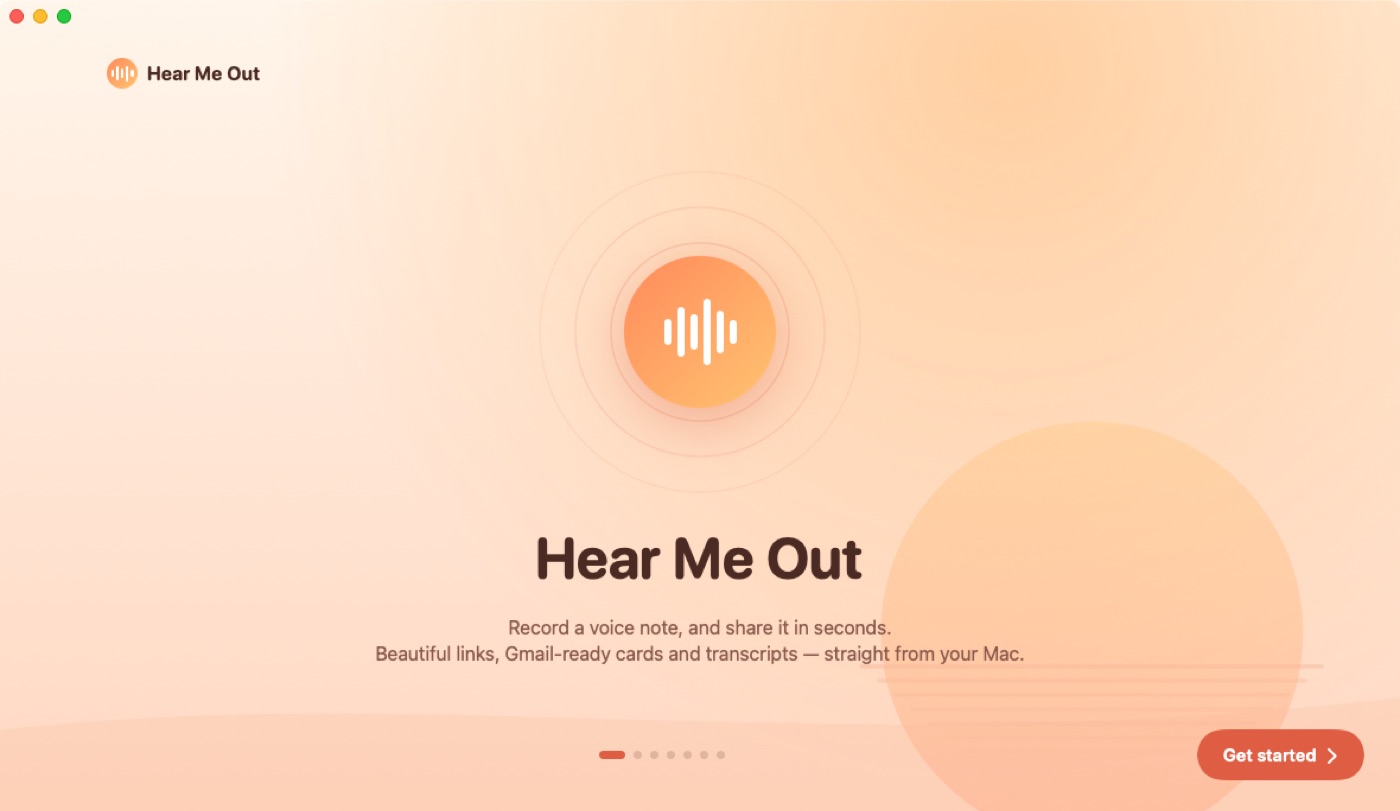 Hear Me Out
Hear Me Out
Record a voice note, and share it in seconds.
Beautiful links, Gmail-ready cards and transcripts — straight from your Mac.
Get started